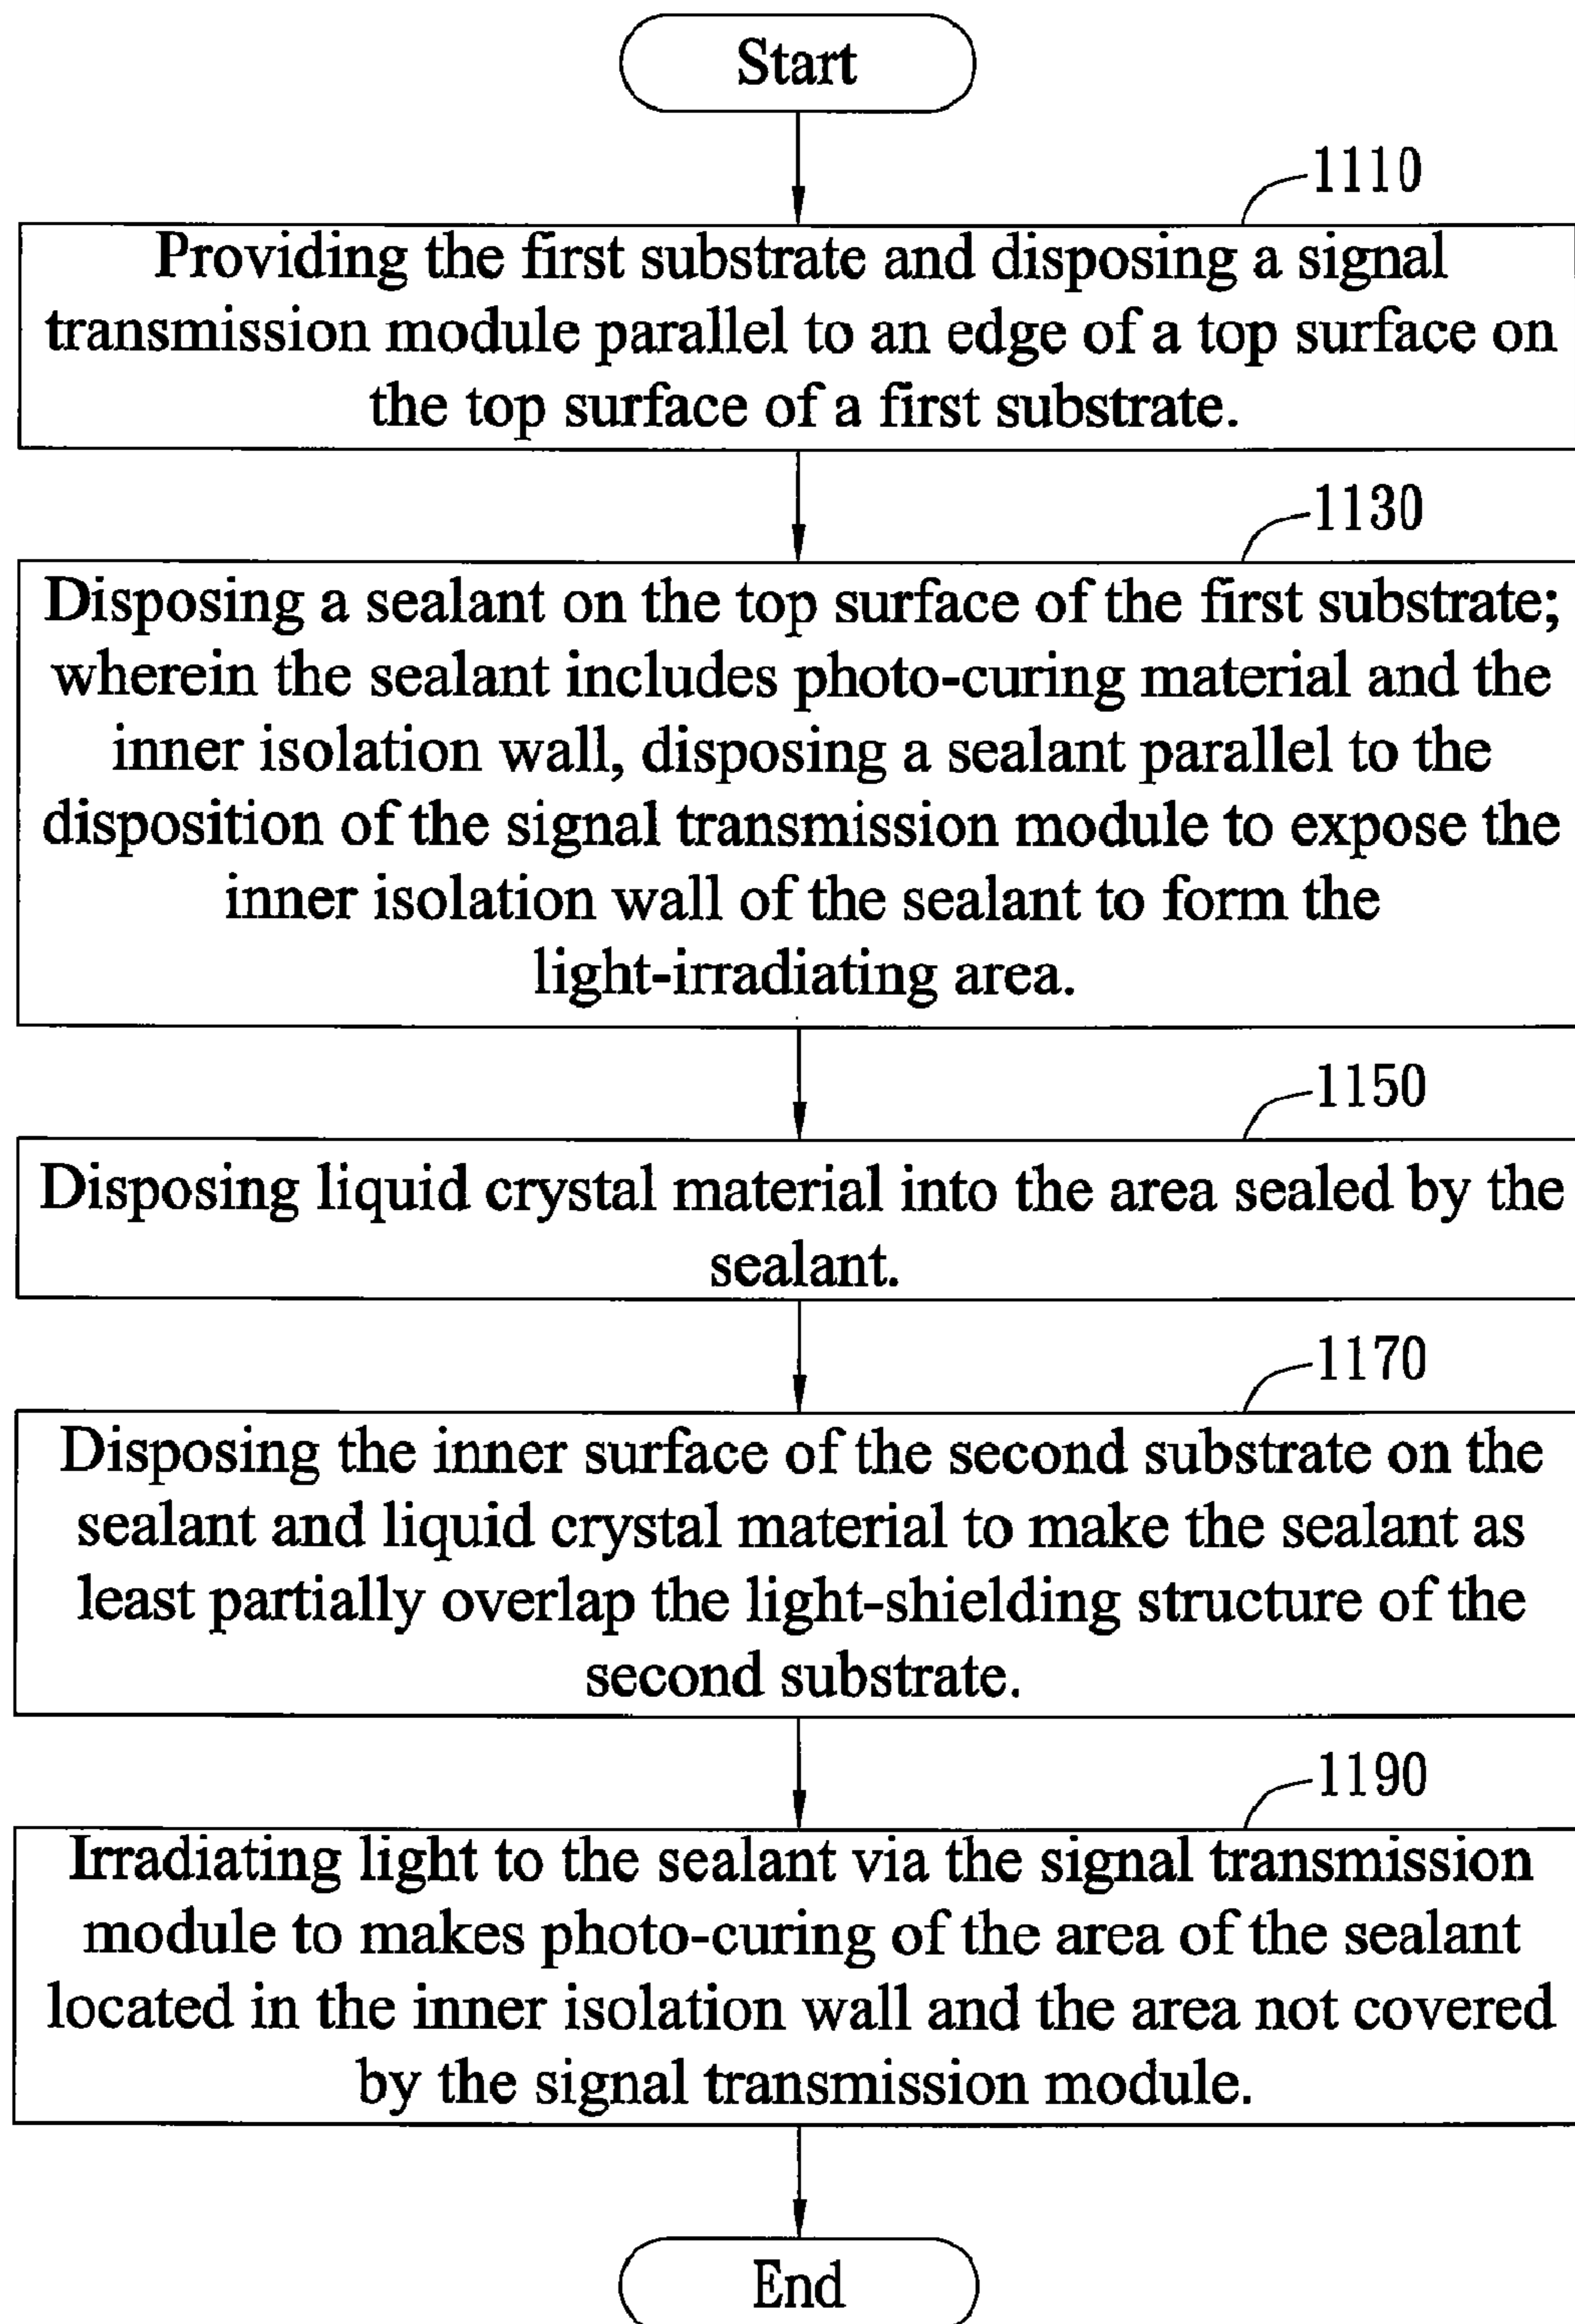 Start
1110
Providing the first substrate and disposing a signal
transmission module parallel to an edge of a top surface on
the top surface of a first substrate.
1130
Disposing a sealant on the top surface of the first substrate;
wherein the sealant includes photo-curing material and the
inner isolation wall, disposing a sealant parallel to the
disposition of the signal transmission module to expose the
inner isolation wall of the sealant to form the
light-irradiating area.
1150
Disposing liquid crystal material into the area sealed by the
sealant.
1170
Disposing the inner surface of the second substrate on the
sealant and liquid crystal material to make the sealant as
least partially overlap the light-shielding structure of the
second substrate.
1190
Irradiating light to the sealant via the signal transmission
module to makes photo-curing of the area of the sealant
located in the inner isolation wall and the area not covered
by the signal transmission module.
End